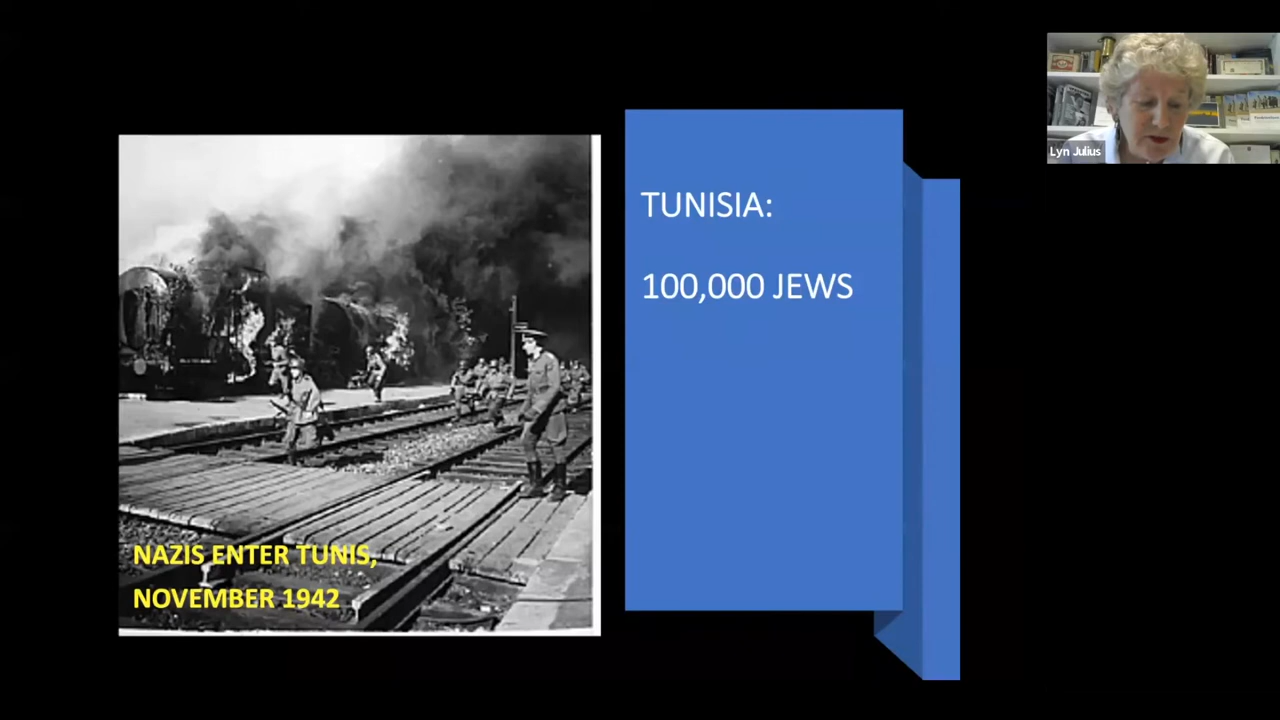 TUNISIA:
100,000 JEWS
NAZIS ENTER TUNIS,
NOVEMBER 1942
Lyn Julius